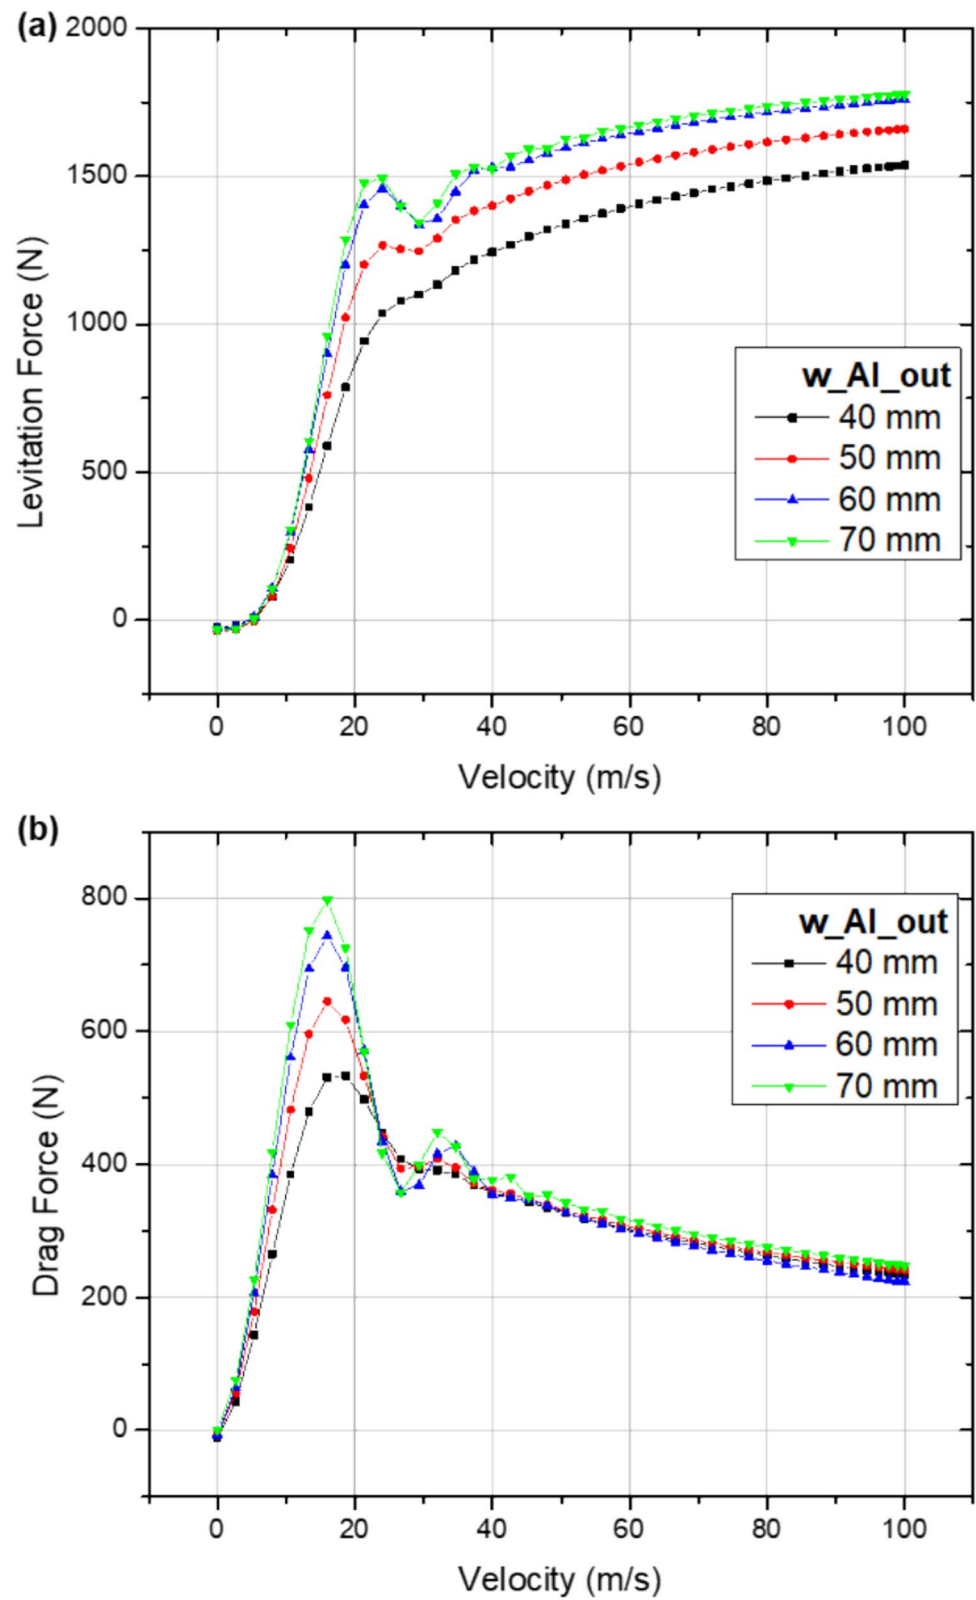 (a)
2000
1500
1000
500
0
Levitation Force (N)
w_Al_out
40 mm
50 mm
60 mm
70 mm
0 20 40 60 80 100
Velocity (m/s)
(b)
800
600
400
200
0
Drag Force (N)
w_Al_out
40 mm
50 mm
60 mm
70 mm
0 20 40 60 80 100
Velocity (m/s)